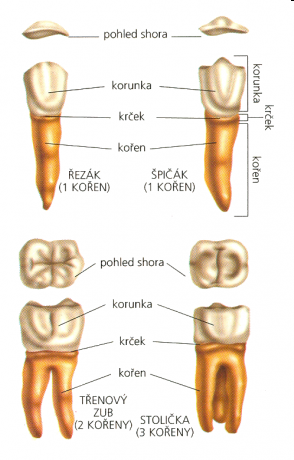 pohled shora
korunka
korunka
krček
krček
kořen
kořen
ŘEZÁK
(1 KOŘEN)
ŠPIČÁK
(1 KOŘEN)
pohled shora
korunka
krček
kořen
TŘENOVÝ
ZUB
(2 KOŘENY)
STOLIČKA
(3 KOŘENY)